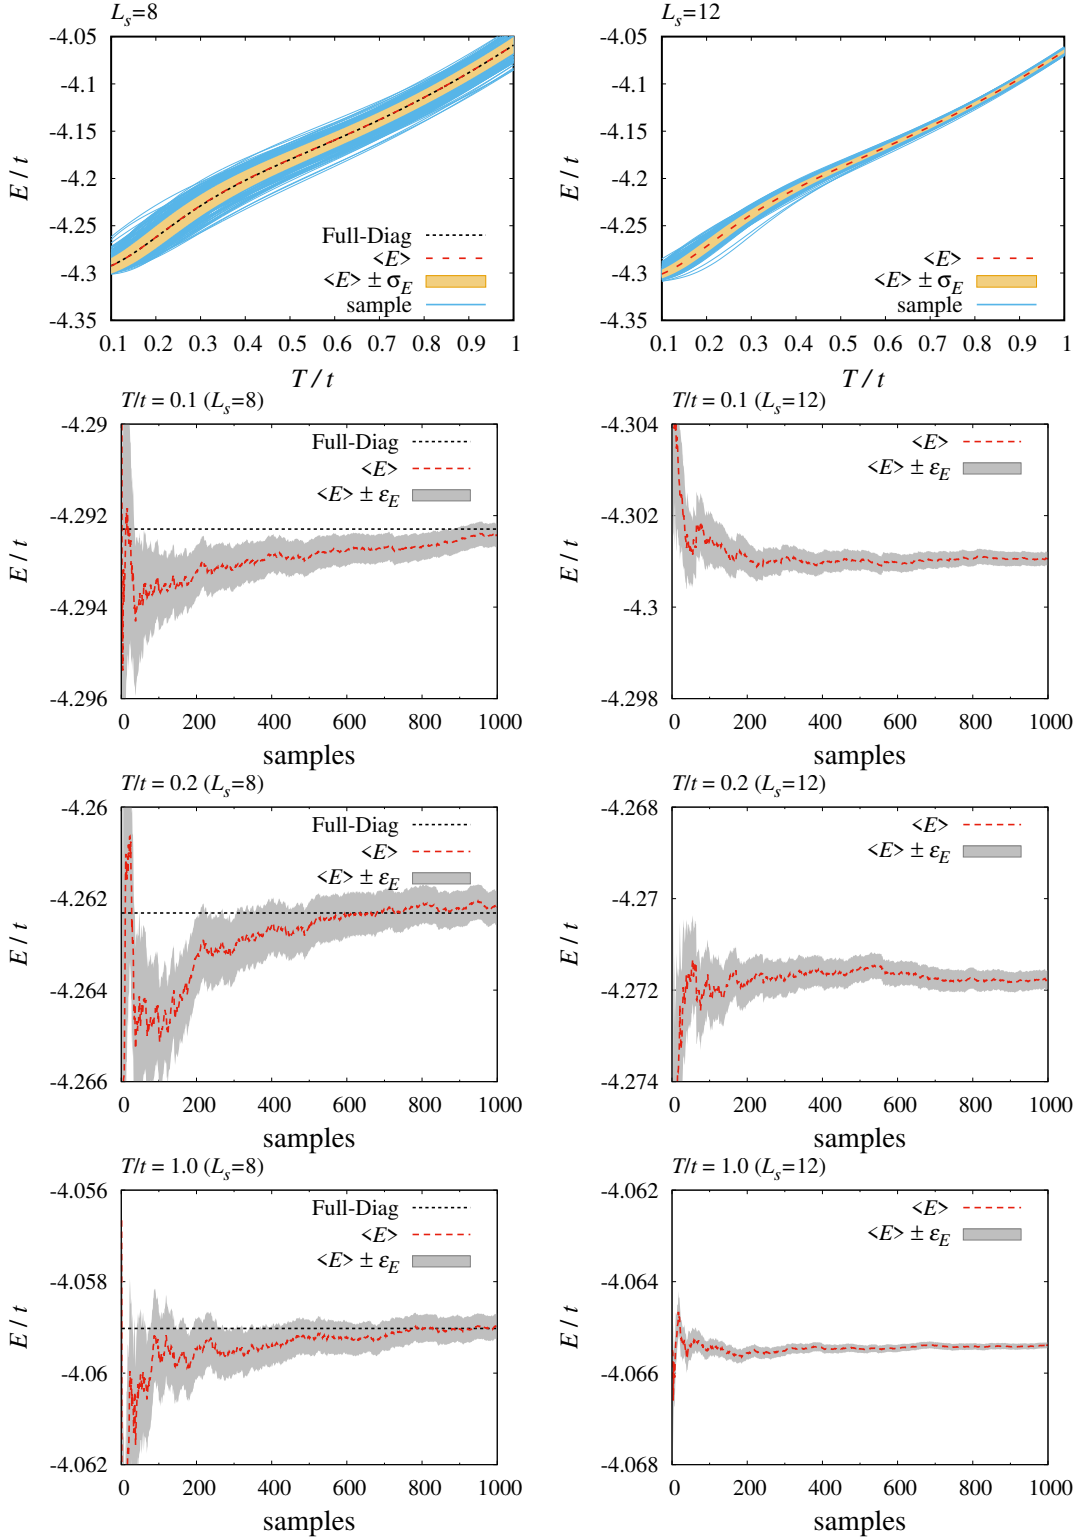 L_s=8
-4.05
-4.1
-4.15
-4.2
-4.25
-4.3
-4.35
E / t
Full-Diag
<E>
<E> ± σ_E
sample
0.1 0.2 0.3 0.4 0.5 0.6 0.7 0.8 0.9 1
T / t
L_s=12
-4.05
-4.1
-4.15
-4.2
-4.25
-4.3
-4.35
E / t
<E>
<E> ± σ_E
sample
0.1 0.2 0.3 0.4 0.5 0.6 0.7 0.8 0.9 1
T / t
T/t = 0.1 (L_s=8)
-4.29
-4.292
-4.294
-4.296
E / t
Full-Diag
<E>
<E> ± ε_E
0 200 400 600 800 1000
samples
T/t = 0.1 (L_s=12)
-4.304
-4.302
-4.3
-4.298
E / t
<E>
<E> ± ε_E
0 200 400 600 800 1000
samples
T/t = 0.2 (L_s=8)
-4.26
-4.262
-4.264
-4.266
E / t
Full-Diag
<E>
<E> ± ε_E
0 200 400 600 800 1000
samples
T/t = 0.2 (L_s=12)
-4.268
-4.27
-4.272
-4.274
E / t
<E>
<E> ± ε_E
0 200 400 600 800 1000
samples
T/t = 1.0 (L_s=8)
-4.056
-4.058
-4.06
-4.062
E / t
Full-Diag
<E>
<E> ± ε_E
0 200 400 600 800 1000
samples
T/t = 1.0 (L_s=12)
-4.062
-4.064
-4.066
-4.068
E / t
<E>
<E> ± ε_E
0 200 400 600 800 1000
samples